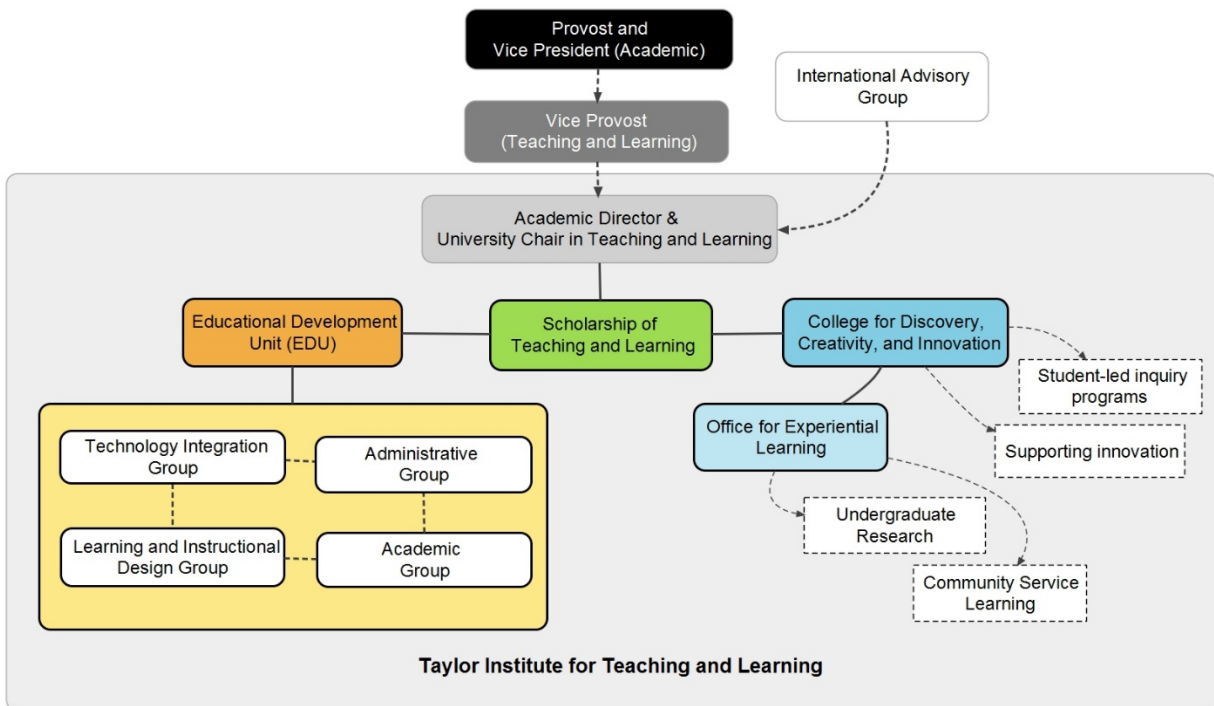 Provost and
Vice President (Academic)
International Advisory
Group
Vice Provost
(Teaching and Learning)
Academic Director &
University Chair in Teaching and Learning
Educational Development
Unit (EDU)
Scholarship of
Teaching and Learning
College for Discovery,
Creativity, and Innovation
Student-led inquiry
programs
Office for Experiential
Learning
Supporting innovation
Technology Integration
Group
Administrative
Group
Learning and Instructional
Design Group
Academic
Group
Undergraduate
Research
Community Service
Learning
Taylor Institute for Teaching and Learning